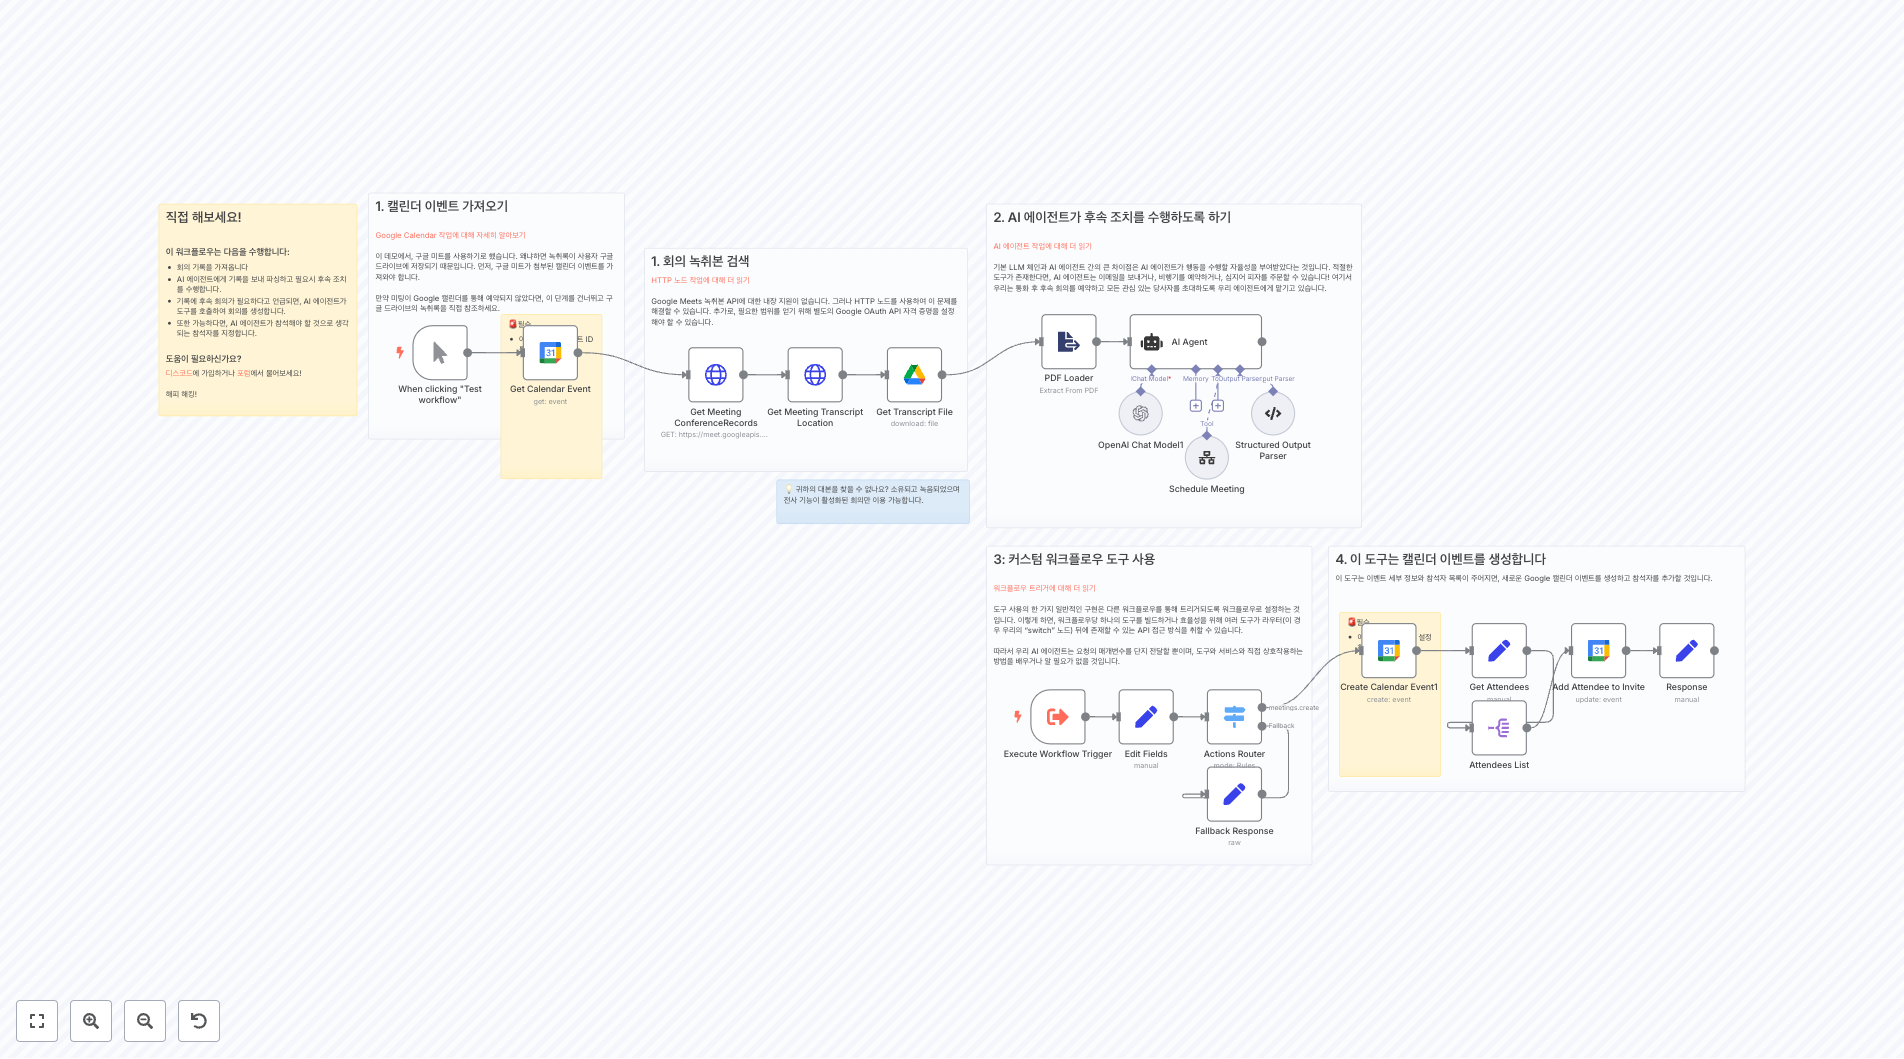 직접 해보세요!
이 워크플로우는 다음을 수행합니다:
회의 기록을 가져옵니다
AI 에이전트에게 기록을 보내 파싱하고 필요시 후속 조치
를 수행합니다.
기록에 후속 회의가 필요하다고 언급되면, AI 에이전트가
도구를 호출하여 회의를 생성합니다.
또한 가능하다면, AI 에이전트가 참석해야 할 것으로 생각
되는 참석자를 지정합니다.
도움이 필요하신가요?
디스코드에 가입하거나 포럼에서 물어보세요!
해피 해킹!
1. 캘린더 이벤트 가져오기
Google Calendar 작업에 대해 자세히 알아보기
이 데모에서, 구글 미트를 사용하기로 했습니다. 왜냐하면 녹취록이 사용자 구글
드라이브에 저장되기 때문입니다. 먼저, 구글 미트가 첨부된 캘린더 이벤트를 가
져와야 합니다.
만약 미팅이 Google 캘린더를 통해 예약되지 않았다면, 이 단계를 건너뛰고 구
글 드라이브의 녹취록을 직접 참조하세요.
🚨필수
트 ID
31
When clicking "Test
workflow"
Get Calendar Event
get: event
1. 회의 녹취본 검색
HTTP 노드 작업에 대해 더 읽기
Google Meets 녹취본 API에 대한 내장 지원이 없습니다. 그러나 HTTP 노드를 사용하여 이 문제를
해결할 수 있습니다. 추가로, 필요한 범위를 얻기 위해 별도의 Google OAuth API 자격 증명을 설정
해야 할 수 있습니다.
Get Meeting
ConferenceRecords
GET: https://meet.googleapis....
Get Meeting Transcript
Location
Get Transcript File
download: file
💡 귀하의 대본을 찾을 수 없나요? 소유되고 녹음되었으며
전사 기능이 활성화된 회의만 이용 가능합니다.
2. AI 에이전트가 후속 조치를 수행하도록 하기
AI 에이전트 작업에 대해 더 읽기
기본 LLM 체인과 AI 에이전트 간의 큰 차이점은 AI 에이전트가 행동을 수행할 자율성을 부여받았다는 것입니다. 적절한
도구가 존재한다면, AI 에이전트는 이메일을 보내거나, 비행기를 예약하거나, 심지어 피자를 주문할 수 있습니다! 여기서
우리는 통화 후 후속 회의를 예약하고 모든 관심 있는 당사자를 초대하도록 우리 에이전트에게 맡기고 있습니다.
PDF Loader
Extract From PDF
AI Agent
Chat Model*
Memory
Output Parser
Tool
OpenAI Chat Model1
Structured Output
Parser
Schedule Meeting
3: 커스텀 워크플로우 도구 사용
워크플로우 트리거에 대해 더 읽기
도구 사용의 한 가지 일반적인 구현은 다른 워크플로우를 통해 트리거되도록 워크플로우로 설정하는 것
입니다. 이렇게 하면, 워크플로우당 하나의 도구를 빌드하거나 효율성을 위해 여러 도구가 라우터(이 경
우 우리의 "switch" 노드) 뒤에 존재할 수 있는 API 접근 방식을 취할 수 있습니다.
따라서 우리 AI 에이전트는 요청의 매개변수를 단지 전달할 뿐이며, 도구와 서비스와 직접 상호작용하는
방법을 배우거나 알 필요가 없을 것입니다.
Execute Workflow Trigger
Edit Fields
manual
Actions Router
mode: Rules
meetings.create
Fallback
Fallback Response
raw
4. 이 도구는 캘린더 이벤트를 생성합니다
이 도구는 이벤트 세부 정보와 참석자 목록이 주어지면, 새로운 Google 캘린더 이벤트를 생성하고 참석자를 추가할 것입니다.
🚨필수
설정
31
Create Calendar Event1
create: event
Get Attendees
manual
31
Add Attendee to Invite
update: event
Response
manual
Attendees List